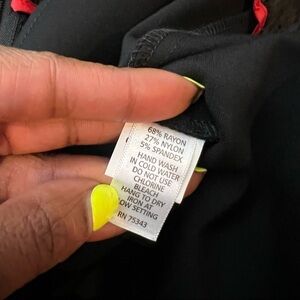 68% RAYON
27% NYLON
5% SPANDEX
HAND WASH
IN COLD WATER
DO NOT USE
CHLORINE
BLEACH
HANG TO DRY
IRON AT
OW SETTING
RN 75343